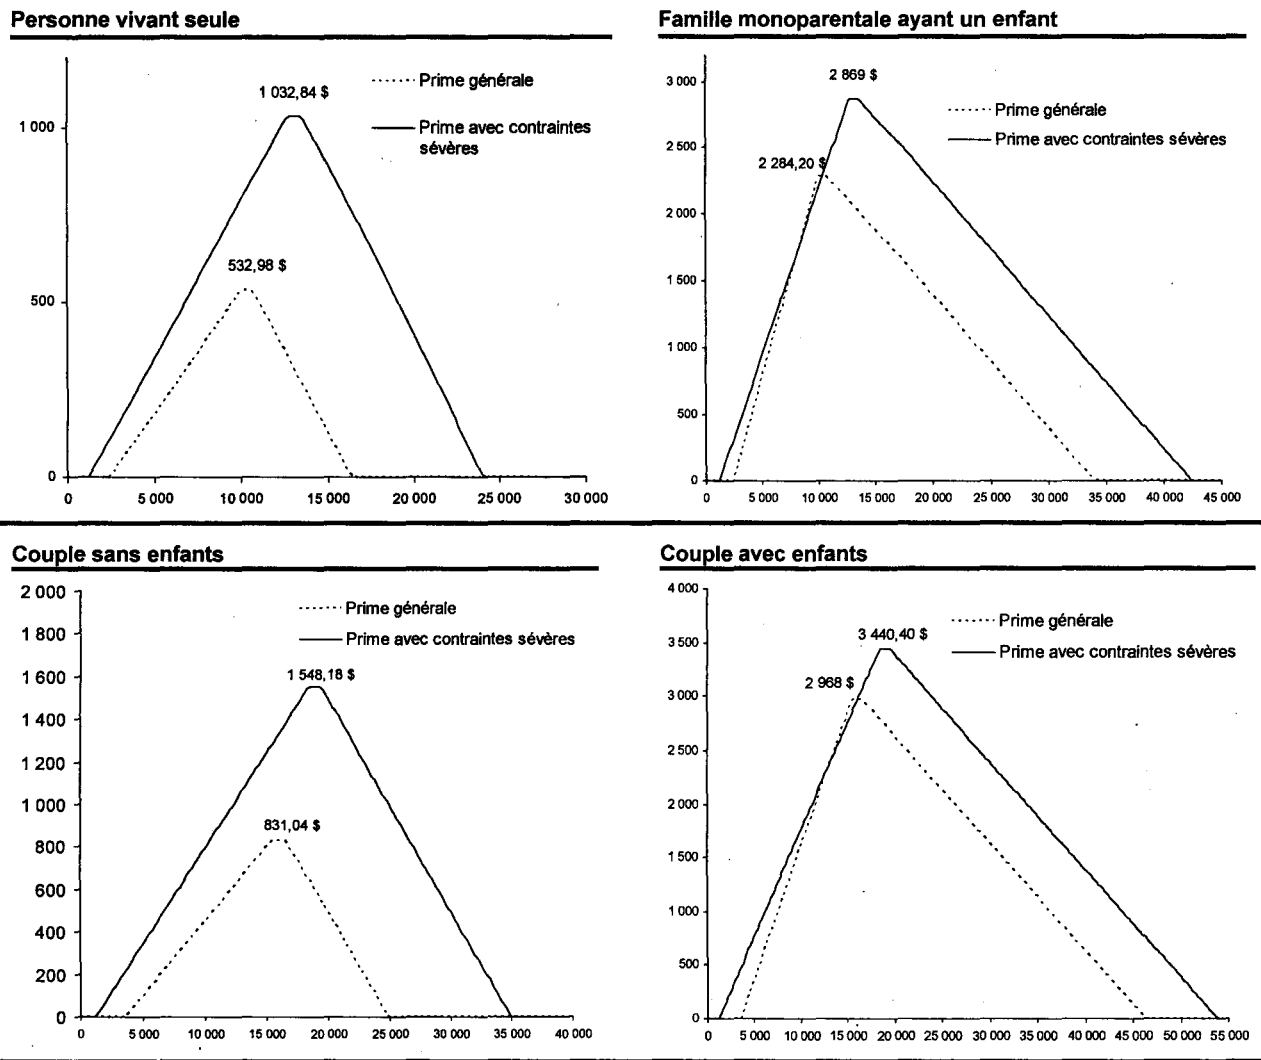 Personne vivant seule
1 032,84 $
Prime générale
Prime avec contraintes
sévères
1 000
532,98 $
500
0
0 5 000 10 000 15 000 20 000 25 000 30 000
Famille monoparentale ayant un enfant
3 000
2 869 $
Prime générale
Prime avec contraintes sévères
2 500
2 284,20 $
2 000
1 500
1 000
500
0
0 5 000 10 000 15 000 20 000 25 000 30 000 35 000 40 000 45 000
Couple sans enfants
2 000
Prime générale
1 800
Prime avec contraintes sévères
1 600
1 548,18 $
1 400
1 200
1 000
831,04 $
800
600
400
200
0
0 5 000 10 000 15 000 20 000 25 000 30 000 35 000 40 000
Couple avec enfants
4 000
Prime générale
3 500
3 440,40 $
Prime avec contraintes sévères
2 968 $
3 000
2 500
2 000
1 500
1 000
500
0
0 5 000 10 000 15 000 20 000 25 000 30 000 35 000 40 000 45 000 50 000 55 000